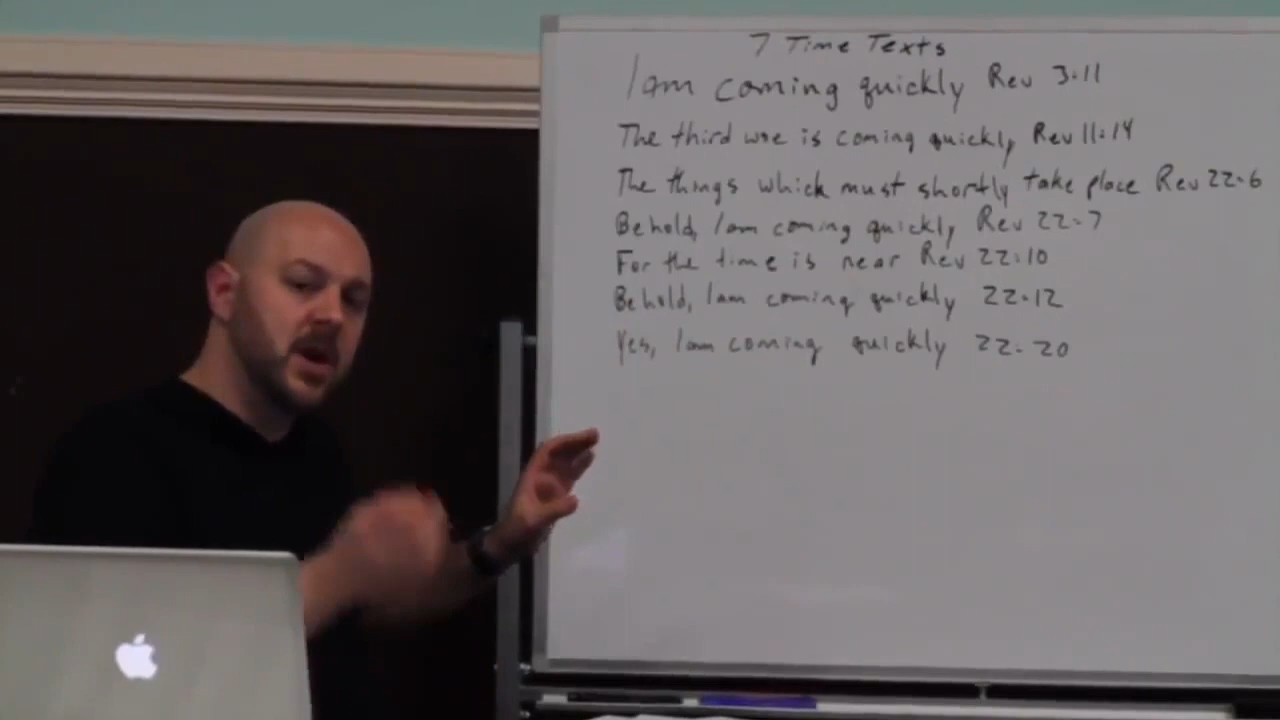 7 Time Texts
I am coming quickly Rev 3:11
The third woe is coming quickly Rev 11:14
The things which must shortly take place Rev 22:6
Behold, I am coming quickly Rev 22:7
For the time is near Rev 22:10
Behold, I am coming quickly 22:12
Yes, I am coming quickly 22:20